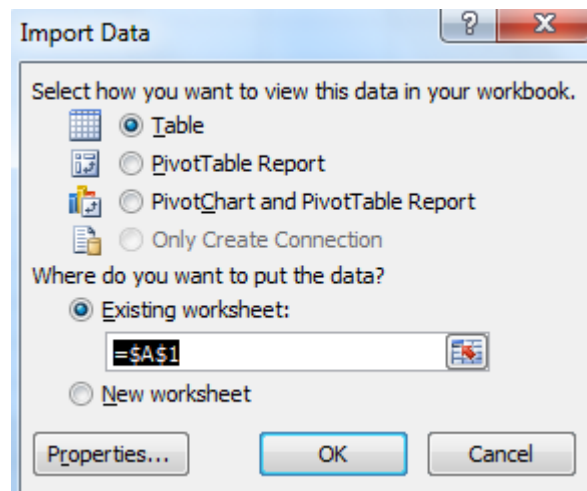 Import Data
?
X
Select how you want to view this data in your workbook.
Table
PivotTable Report
PivotChart and PivotTable Report
Only Create Connection
Where do you want to put the data?
Existing worksheet:
=$A$1
New worksheet
Properties... OK Cancel